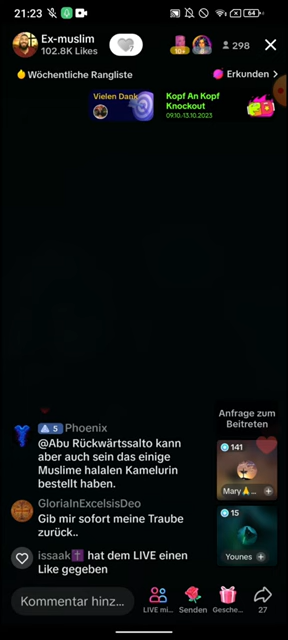 21:23
64
Ex-muslim
102.8K Likes
10+
298
Wöchentliche Rangliste
Erkunden >
Vielen Dank
Kopf An Kopf
Knockout
09.10.-13.10.2023
Anfrage zum
Beitreten
141
Mary🙏...
15
Younes
5 Phoenix
@Abu Rückwärtssalto kann
aber auch sein das einige
Muslime halalen Kamelurin
bestellt haben.
GloriaInExcelsisDeo
Gib mir sofort meine Traube
zurück..
issaak✝️ hat dem LIVE einen
Like gegeben
Kommentar hinz...
LIVE mi...
Senden
Gesche...
27